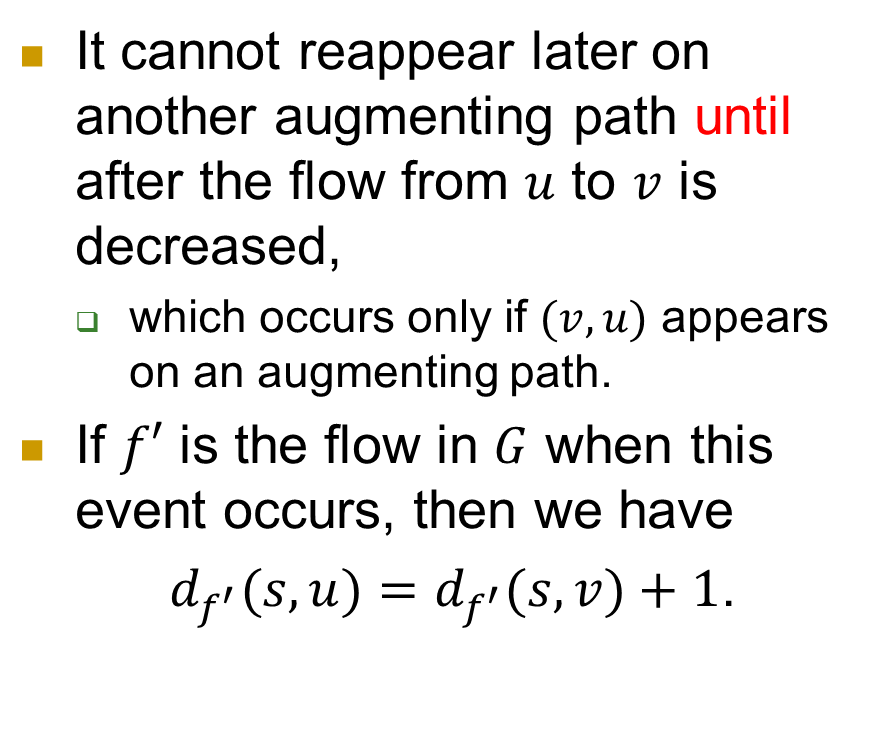 It cannot reappear later on
another augmenting path until
after the flow from 𝑢 to 𝑣 is
decreased,
which occurs only if (𝑣, 𝑢) appears
on an augmenting path.
If 𝑓′ is the flow in 𝐺 when this
event occurs, then we have
𝑑_{𝑓′}(𝑠, 𝑢) = 𝑑_{𝑓′}(𝑠, 𝑣) + 1.